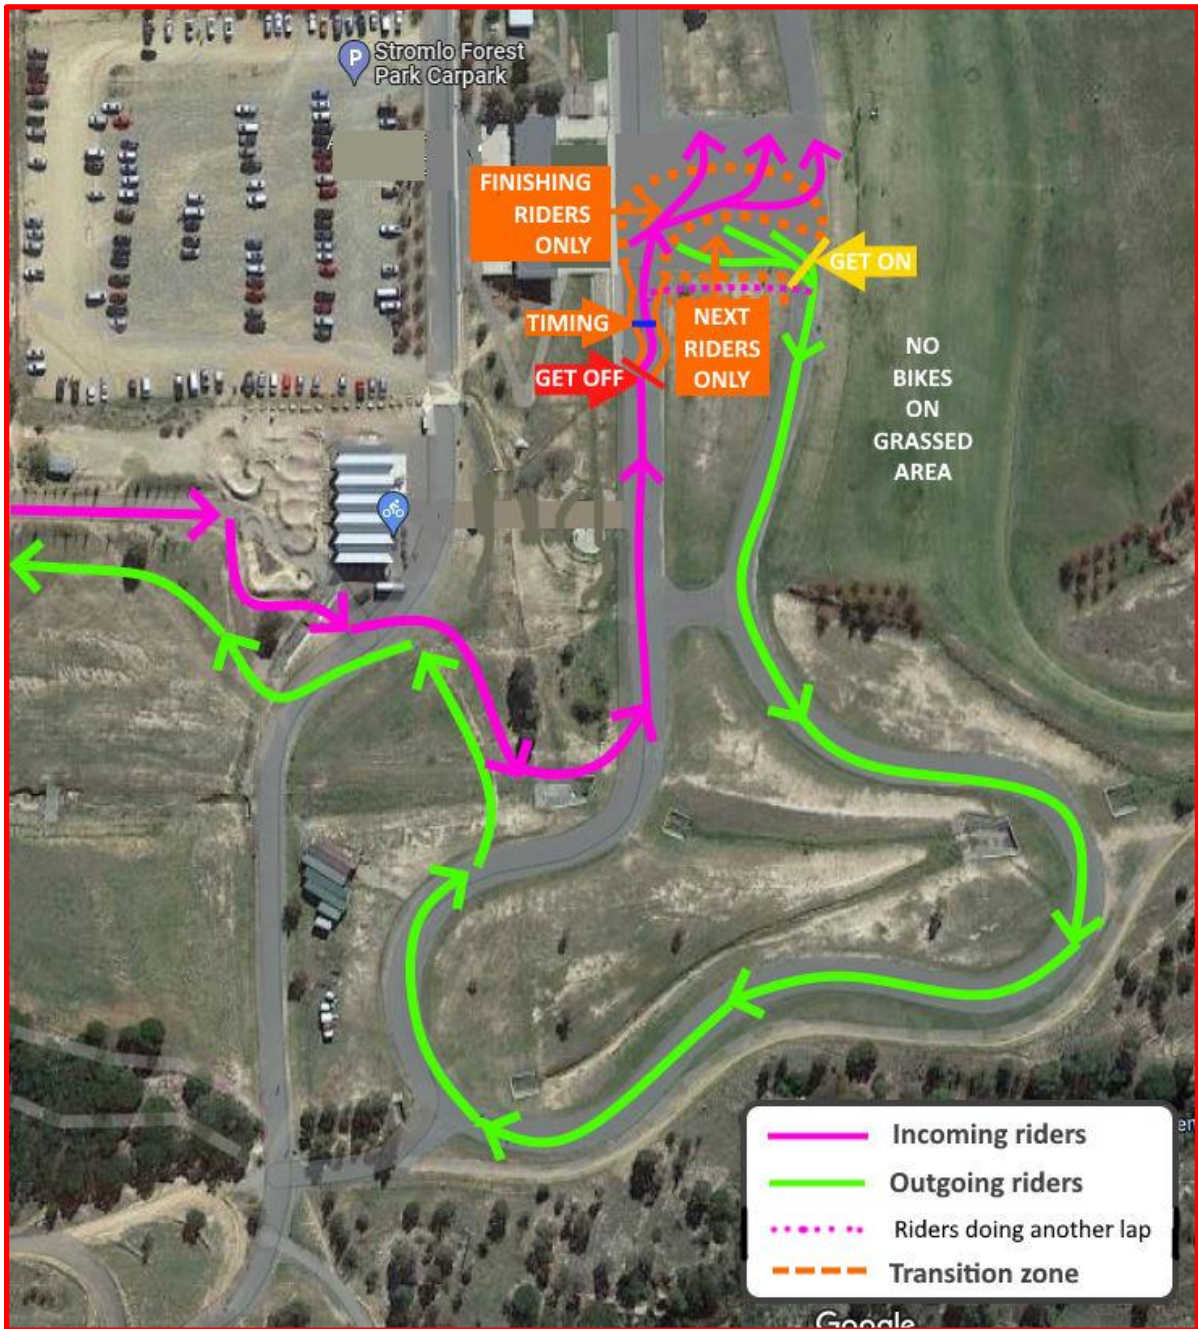 Stromlo Forest
Park Carpark
P
FINISHING
RIDERS
ONLY
GET ON
TIMING
NEXT
RIDERS
ONLY
GET OFF
NO
BIKES
ON
GRASSED
AREA
Incoming riders
Outgoing riders
Riders doing another lap
Transition zone
Google